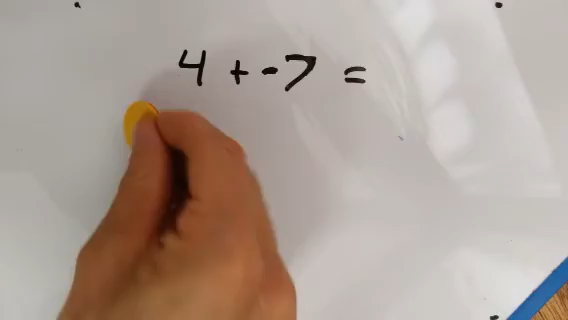 4 + -7 =